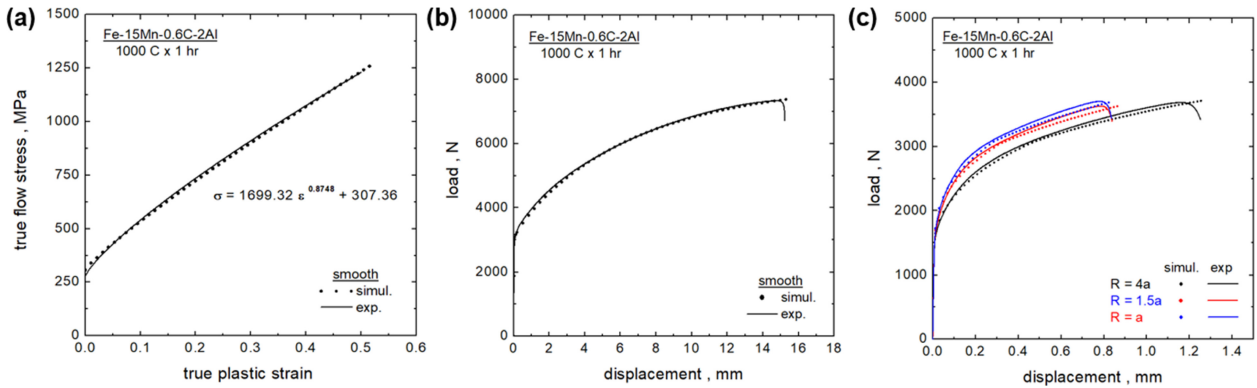 (a)
Fe-15Mn-0.6C-2Al
1000 C x 1 hr
σ = 1699.32 ε 0.8748 + 307.36
smooth
simul.
exp.
true flow stress , MPa
1500
1250
1000
750
500
250
0
0.0 0.1 0.2 0.3 0.4 0.5 0.6
true plastic strain
(b)
Fe-15Mn-0.6C-2Al
1000 C x 1 hr
smooth
simul.
exp.
load , N
10000
8000
6000
4000
2000
0
0 2 4 6 8 10 12 14 16 18
displacement , mm
(c)
Fe-15Mn-0.6C-2Al
1000 C x 1 hr
simul. exp
R = 4a
R = 1.5a
R = a
load , N
5000
4000
3000
2000
1000
0
0.0 0.2 0.4 0.6 0.8 1.0 1.2 1.4
displacement , mm